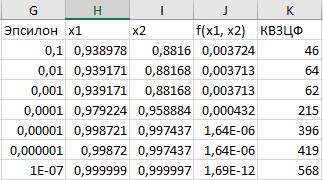 G H I J K
Эпсилон x1 x2 f(x1, x2) КВЗЦФ
0,1 0,938978 0,8816 0,003724 46
0,01 0,939171 0,88168 0,003713 64
0,001 0,939171 0,88168 0,003713 62
0,0001 0,979224 0,958884 0,000432 215
0,00001 0,998721 0,997437 1,64E-06 396
0,000001 0,99872 0,997437 1,64E-06 419
1E-07 0,999999 0,999997 1,69E-12 568